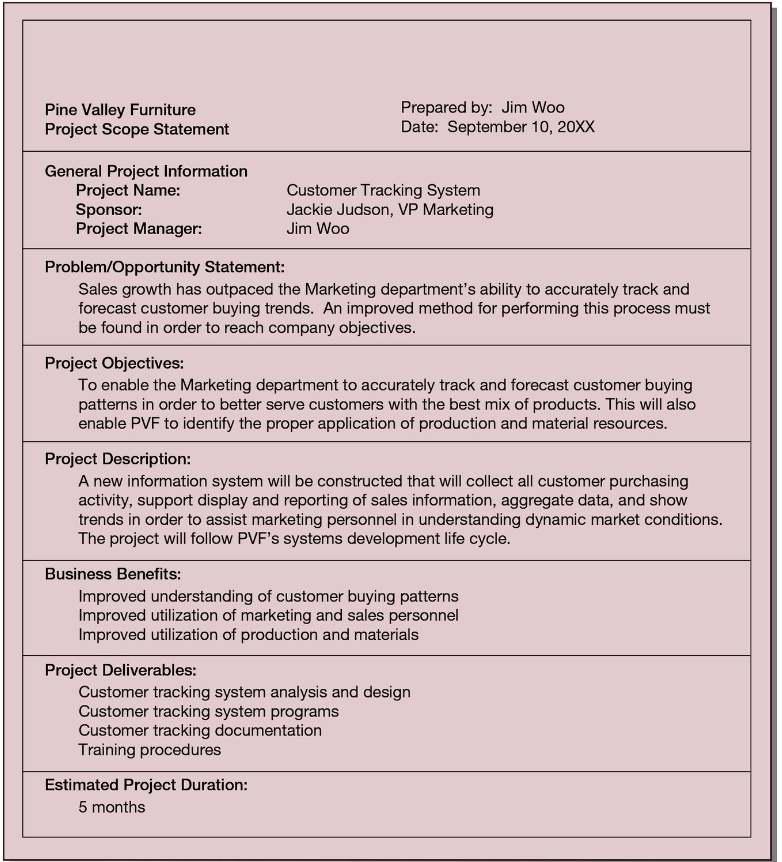 Pine Valley Furniture
Project Scope Statement
Prepared by:  Jim Woo
Date:  September 10, 20XX
General Project Information
Project Name: Customer Tracking System
Sponsor: Jackie Judson, VP Marketing
Project Manager: Jim Woo
Problem/Opportunity Statement:
Sales growth has outpaced the Marketing department’s ability to accurately track and
forecast customer buying trends.  An improved method for performing this process must
be found in order to reach company objectives.
Project Objectives:
To enable the Marketing department to accurately track and forecast customer buying
patterns in order to better serve customers with the best mix of products. This will also
enable PVF to identify the proper application of production and material resources.
Project Description:
A new information system will be constructed that will collect all customer purchasing
activity, support display and reporting of sales information, aggregate data, and show
trends in order to assist marketing personnel in understanding dynamic market conditions.
The project will follow PVF’s systems development life cycle.
Business Benefits:
Improved understanding of customer buying patterns
Improved utilization of marketing and sales personnel
Improved utilization of production and materials
Project Deliverables:
Customer tracking system analysis and design
Customer tracking system programs
Customer tracking documentation
Training procedures
Estimated Project Duration:
5 months